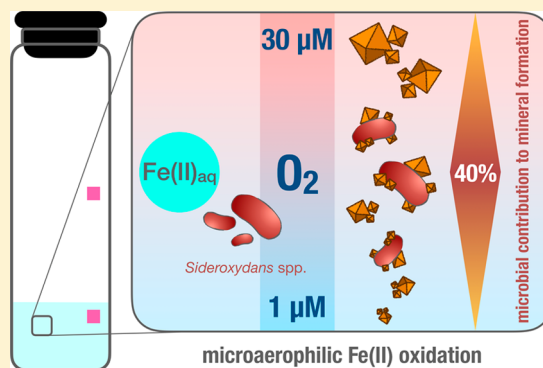 30 µM
Fe(II)aq
O2
40%
Sideroxydans spp.
1 µM
microbial contribution to mineral formation
microaerophilic Fe(II) oxidation